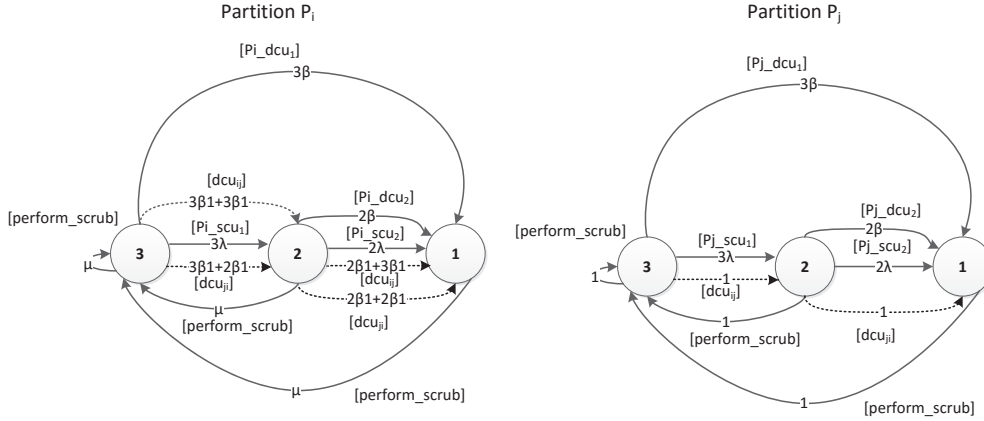 Partition Pi
[Pi_dcu1]
3β
[dcuij]
3β1+3β1
[Pi_dcu2]
2β
[perform_scrub]
[Pi_scu1]
3λ
[Pi_scu2]
2λ
3
2
1
μ
3β1+2β1
[dcuji]
2β1+3β1
[dcuij]
2β1+2β1
[dcuji]
μ
[perform_scrub]
μ
[perform_scrub]
Partition Pj
[Pj_dcu1]
3β
[Pj_dcu2]
2β
[perform_scrub]
[Pj_scu1]
3λ
[Pj_scu2]
2λ
3
2
1
1
1
[dcuij]
1
[dcuji]
1
[perform_scrub]
1
[perform_scrub]